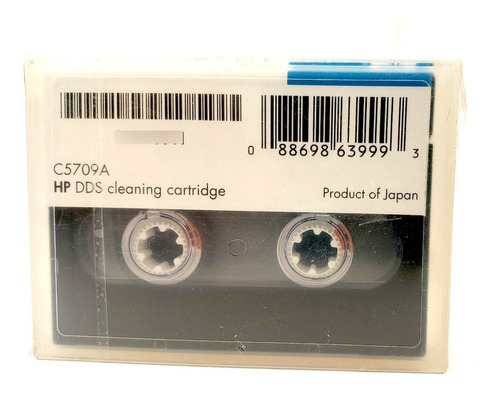 0 88698 63999 3
C5709A
HP DDS cleaning cartridge
Product of Japan